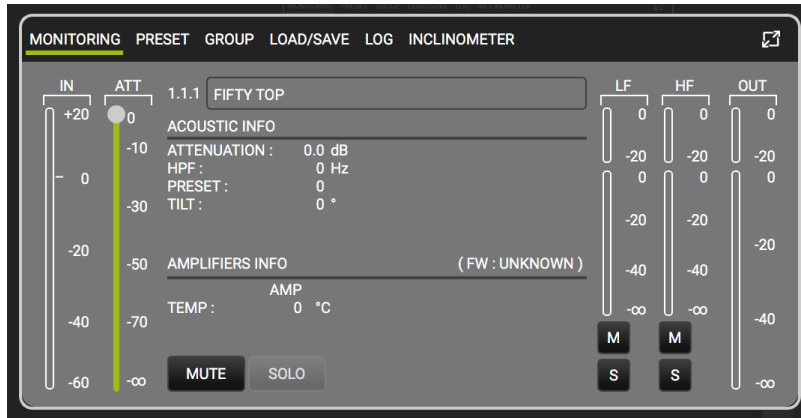 MONITORING PRESET GROUP LOAD/SAVE LOG INCLINOMETER
IN ATT
+20 0
-10
0
-30
-20
-50
-40 -70
-60 -∞
1.1.1 FIFTY TOP
ACOUSTIC INFO
ATTENUATION : 0.0 dB
HPF : 0 Hz
PRESET : 0
TILT : 0 °
AMPLIFIERS INFO ( FW : UNKNOWN )
AMP
TEMP : 0 °C
MUTE SOLO
LF HF OUT
0 0 0
-20 -20 -20
0 0 0
-20 -20
-20
-40 -40
-∞ -∞
-40
M M
S S
-∞